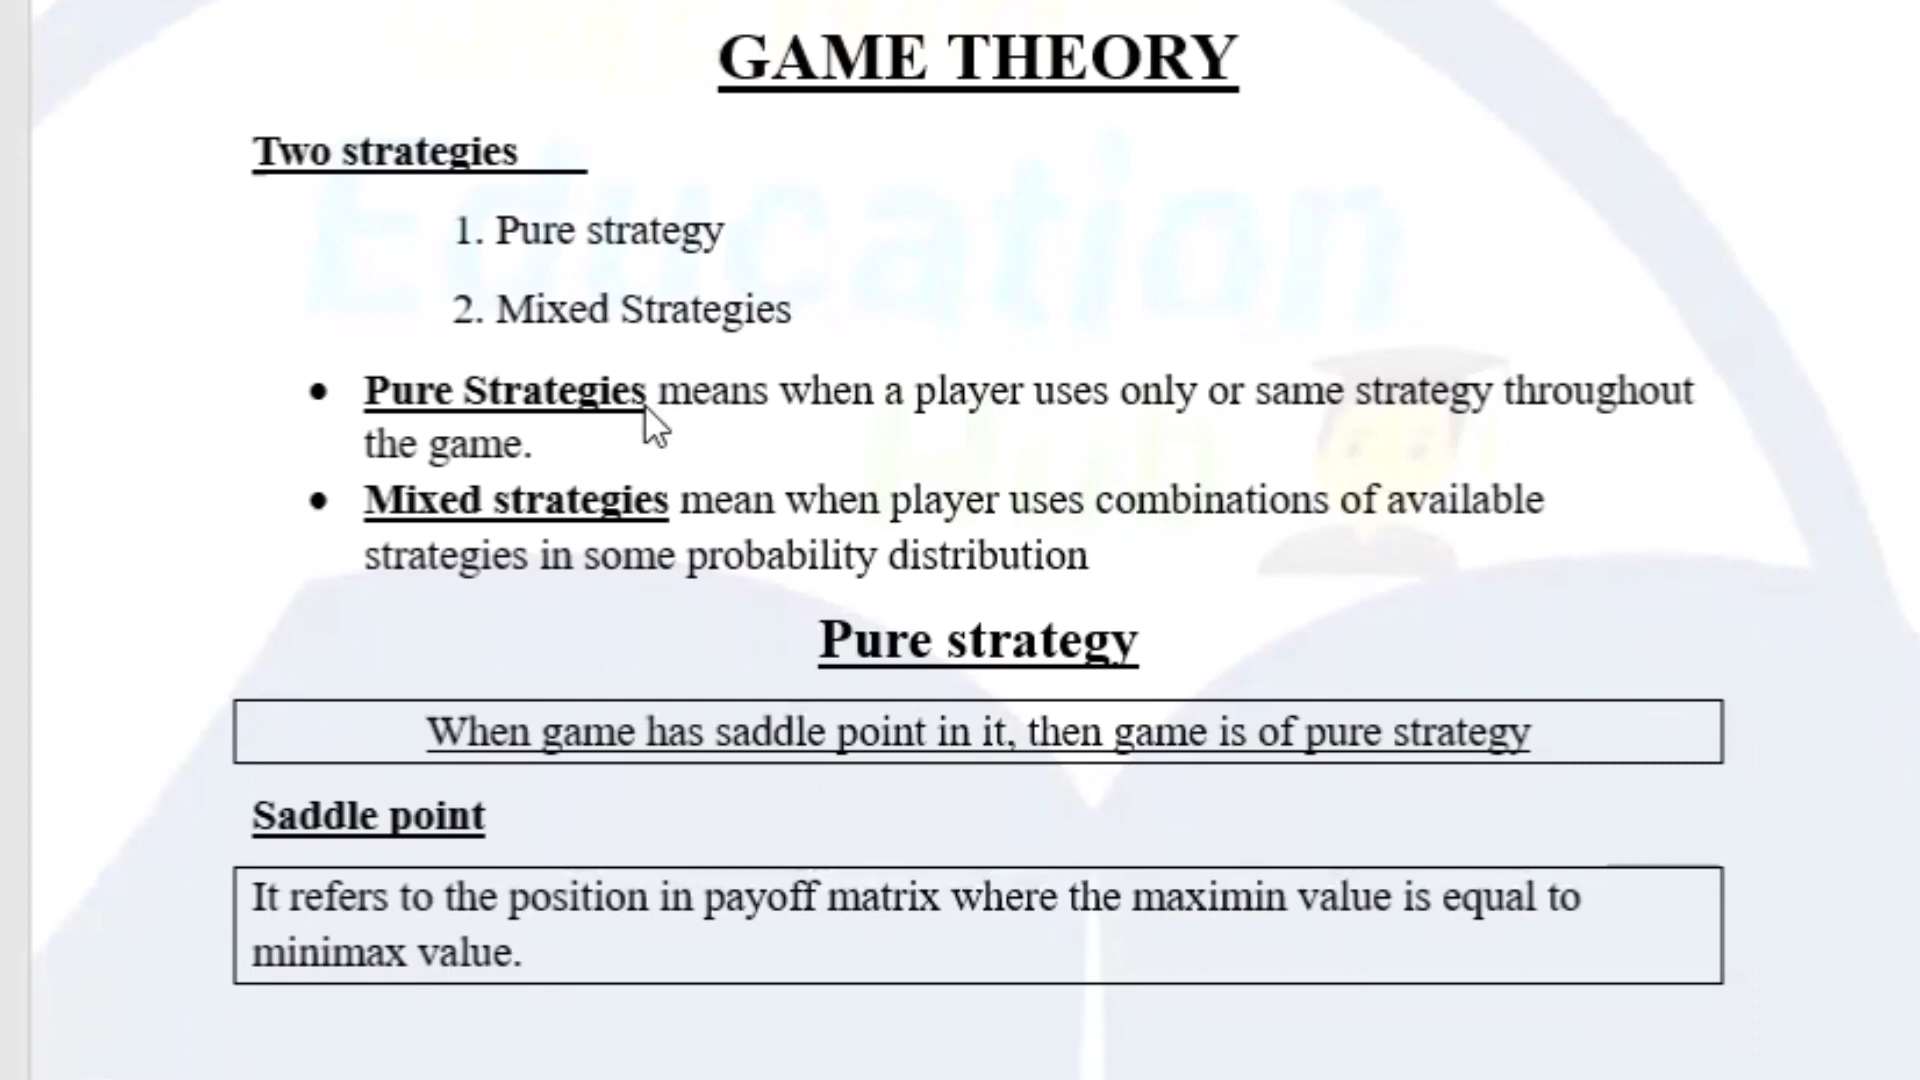 GAME THEORY
Two strategies
1. Pure strategy
2. Mixed Strategies
● Pure Strategies means when a player uses only or same strategy throughout
the game.
● Mixed strategies mean when player uses combinations of available
strategies in some probability distribution
Pure strategy
When game has saddle point in it, then game is of pure strategy
Saddle point
It refers to the position in payoff matrix where the maximin value is equal to
minimax value.
Education
Hub